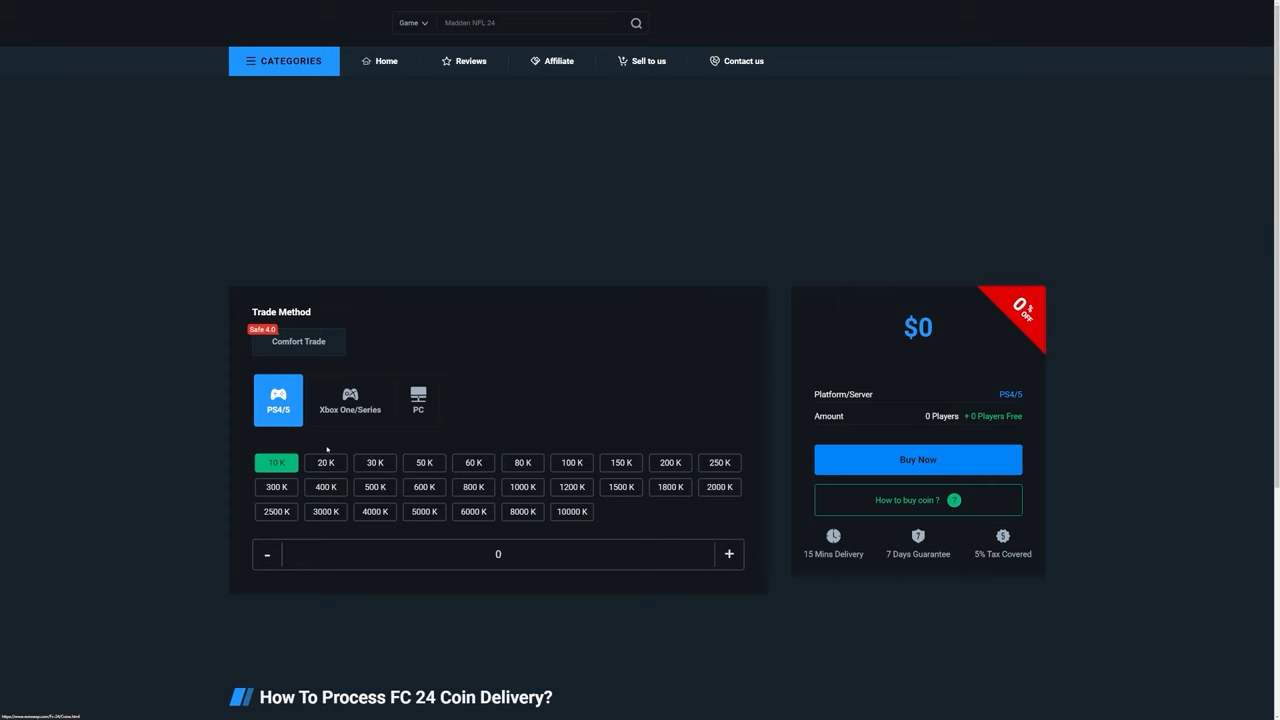 Game
Madden NFL 24
CATEGORIES
Home
Reviews
Affiliate
Sell to us
Contact us
Trade Method
Safe 4.0
Comfort Trade
PS4/5
Xbox One/Series
PC
10 K
20 K
30 K
50 K
60 K
80 K
100 K
150 K
200 K
250 K
300 K
400 K
500 K
600 K
800 K
1000 K
1200 K
1500 K
1800 K
2000 K
2500 K
3000 K
4000 K
5000 K
6000 K
8000 K
10000 K
- 0 +
0 % OFF
$0
Platform/Server PS4/5
Amount 0 Players + 0 Players Free
Buy Now
How to buy coin ? ?
15 Mins Delivery
7
7 Days Guarantee
5
5% Tax Covered
How To Process FC 24 Coin Delivery?